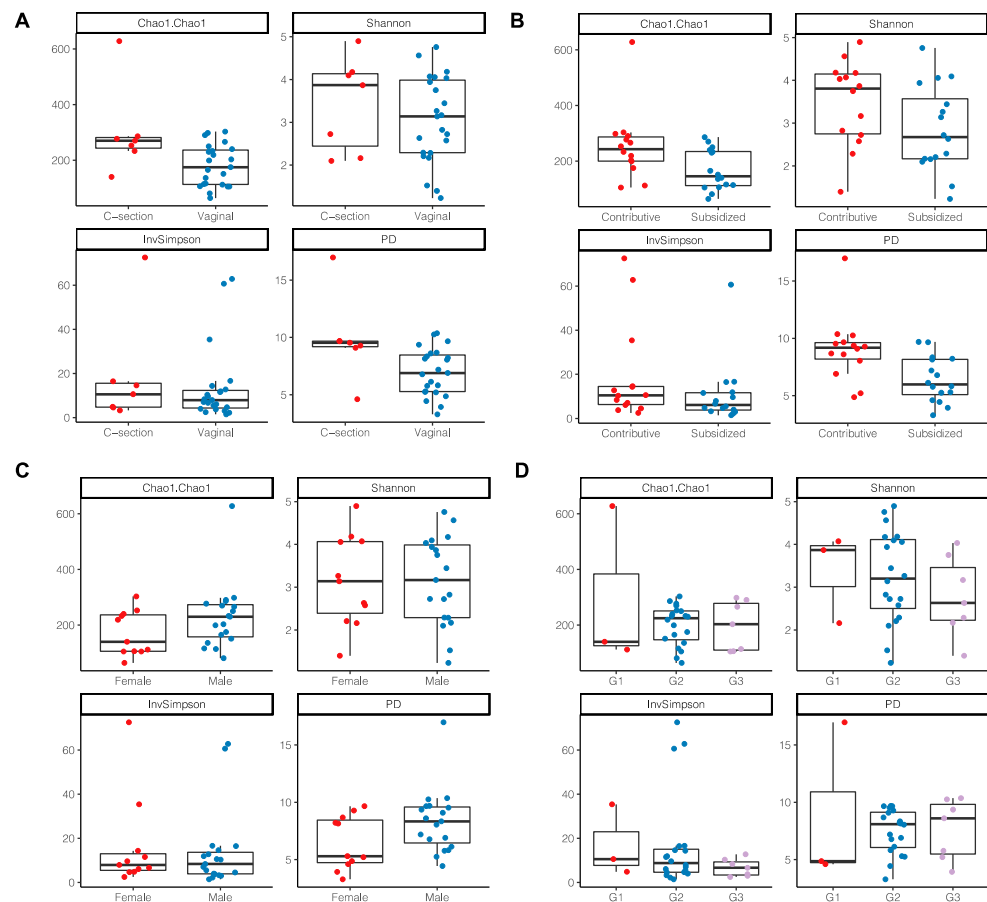 A
Chao1.Chao1
Shannon
600
400
200
5
4
3
2
C-section
Vaginal
C-section
Vaginal
InvSimpson
PD
60
40
20
0
15
10
5
C-section
Vaginal
C-section
Vaginal
B
Chao1.Chao1
Shannon
600
400
200
5
4
3
2
Contributive
Subsidized
Contributive
Subsidized
InvSimpson
PD
60
40
20
0
15
10
5
Contributive
Subsidized
Contributive
Subsidized
C
Chao1.Chao1
Shannon
600
400
200
5
4
3
2
Female
Male
Female
Male
InvSimpson
PD
60
40
20
0
15
10
5
Female
Male
Female
Male
D
Chao1.Chao1
Shannon
600
400
200
5
4
3
2
G1
G2
G3
G1
G2
G3
InvSimpson
PD
60
40
20
0
15
10
5
G1
G2
G3
G1
G2
G3